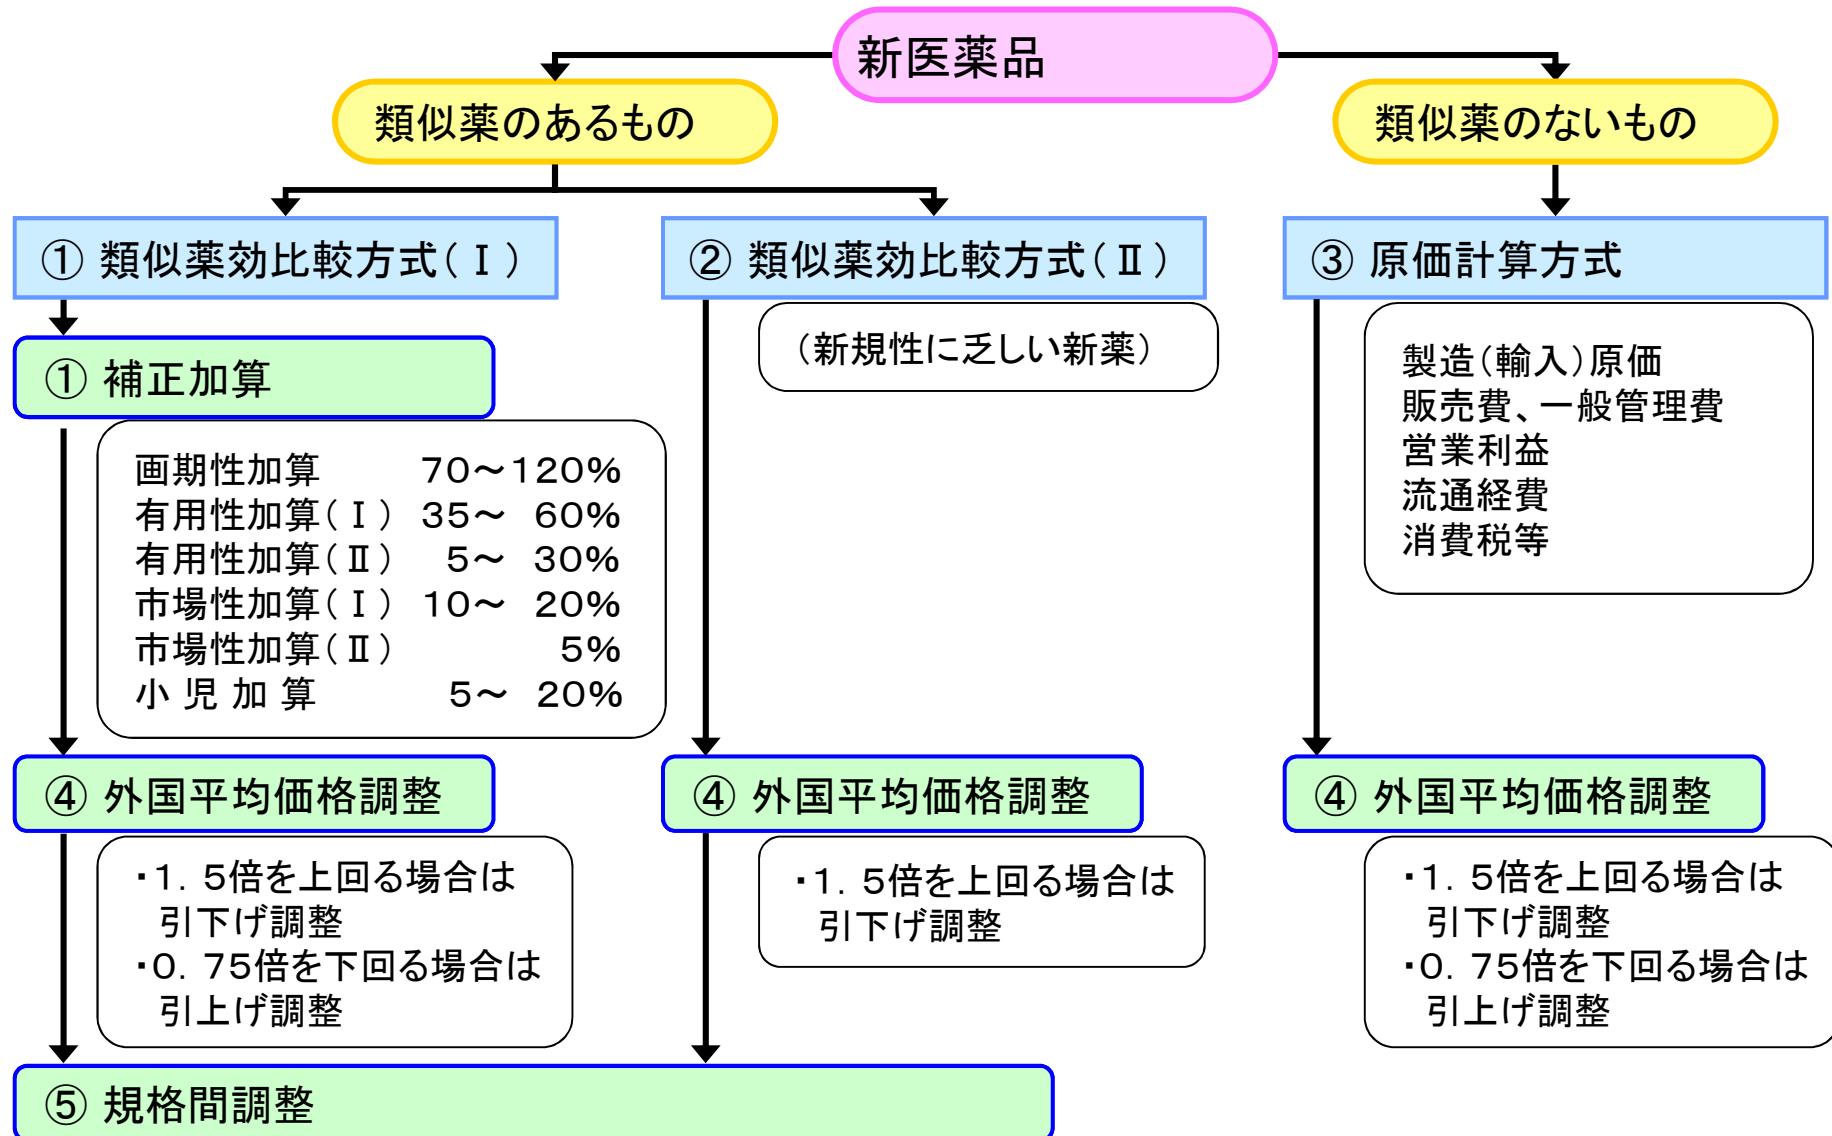 新医薬品
類似薬のあるもの
類似薬のないもの
① 類似薬効比較方式(Ⅰ)
② 類似薬効比較方式(Ⅱ)
③ 原価計算方式
① 補正加算
(新規性に乏しい新薬)
製造(輸入)原価
販売費、一般管理費
営業利益
流通経費
消費税等
画期性加算 70～120%
有用性加算(Ⅰ) 35～ 60%
有用性加算(Ⅱ) 5～ 30%
市場性加算(Ⅰ) 10～ 20%
市場性加算(Ⅱ) 5%
小 児 加 算 5～ 20%
④ 外国平均価格調整
・1．5倍を上回る場合は
引下げ調整
・0．75倍を下回る場合は
引上げ調整
④ 外国平均価格調整
・1．5倍を上回る場合は
引下げ調整
④ 外国平均価格調整
・1．5倍を上回る場合は
引下げ調整
・0．75倍を下回る場合は
引上げ調整
⑤ 規格間調整